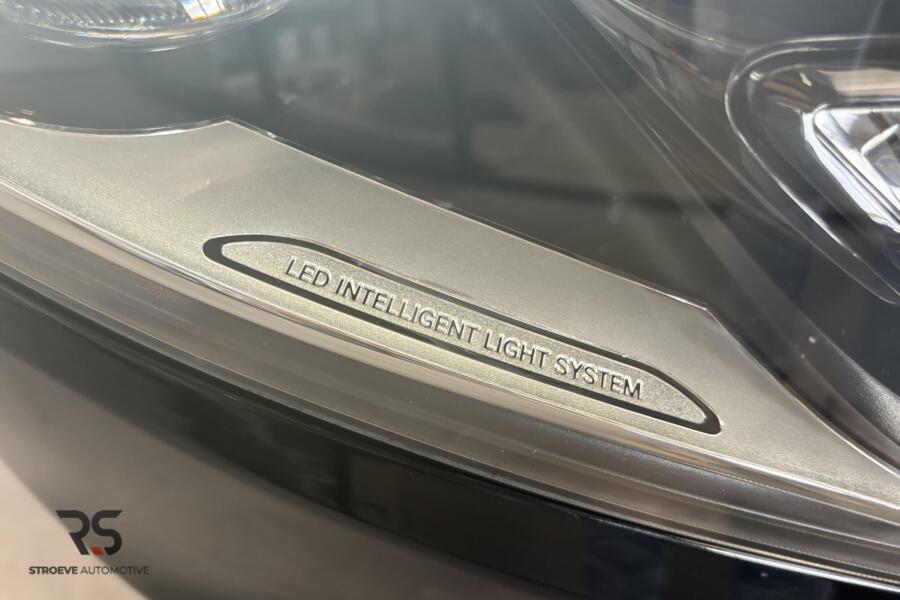 LED INTELLIGENT LIGHT SYSTEM
RS
STROEVE AUTOMOTIVE